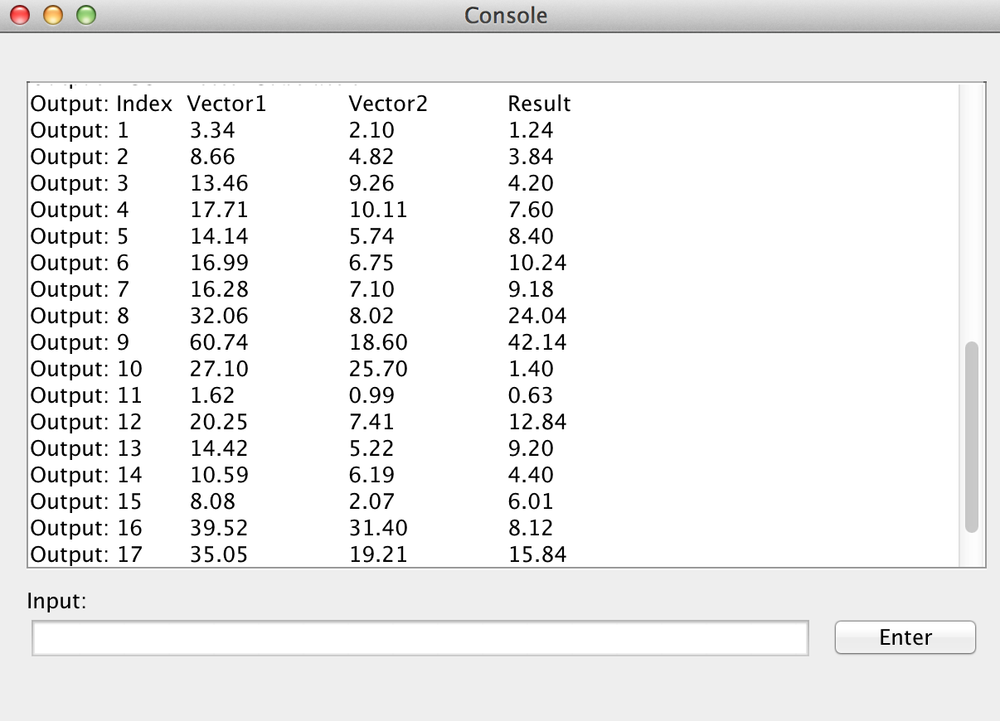 Console
Output: Index Vector1 Vector2 Result
Output: 1 3.34 2.10 1.24
Output: 2 8.66 4.82 3.84
Output: 3 13.46 9.26 4.20
Output: 4 17.71 10.11 7.60
Output: 5 14.14 5.74 8.40
Output: 6 16.99 6.75 10.24
Output: 7 16.28 7.10 9.18
Output: 8 32.06 8.02 24.04
Output: 9 60.74 18.60 42.14
Output: 10 27.10 25.70 1.40
Output: 11 1.62 0.99 0.63
Output: 12 20.25 7.41 12.84
Output: 13 14.42 5.22 9.20
Output: 14 10.59 6.19 4.40
Output: 15 8.08 2.07 6.01
Output: 16 39.52 31.40 8.12
Output: 17 35.05 19.21 15.84
Input:
Enter